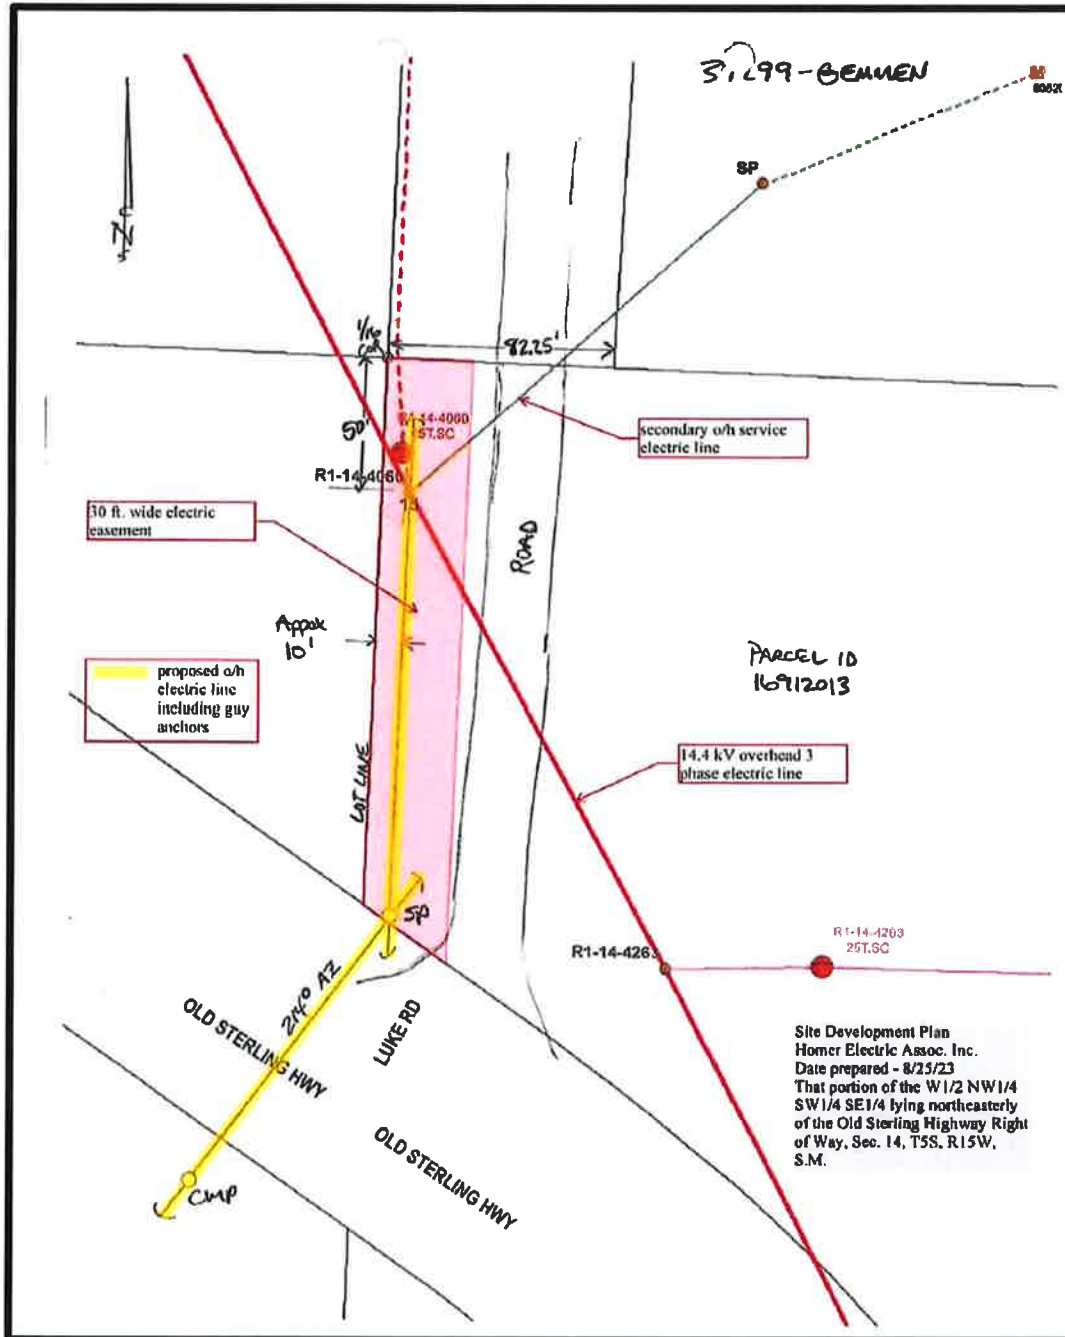 - GEMMEN
SP
1/16
82.25'
50'
secondary o/h service
electric line
R1-14-4060
5T.SC
R1-14-4060
15
30 ft. wide electric
easement
ROAD
Appox
10'
PARCEL ID
16912013
proposed o/h
electric line
including guy
anchors
14.4 kV overhead 3
phase electric line
LOT LINE
SP
R1-14-4263
R1-14-4263
25T.SC
214° AZ
OLD STERLING HWY
LUKE RD
OLD STERLING HWY
CMP
Site Development Plan
Homer Electric Assoc. Inc.
Date prepared - 8/25/23
That portion of the W1/2 NW1/4
SW1/4 SE1/4 lying northeasterly
of the Old Sterling Highway Right
of Way, Sec. 14, T5S, R15W,
S.M.